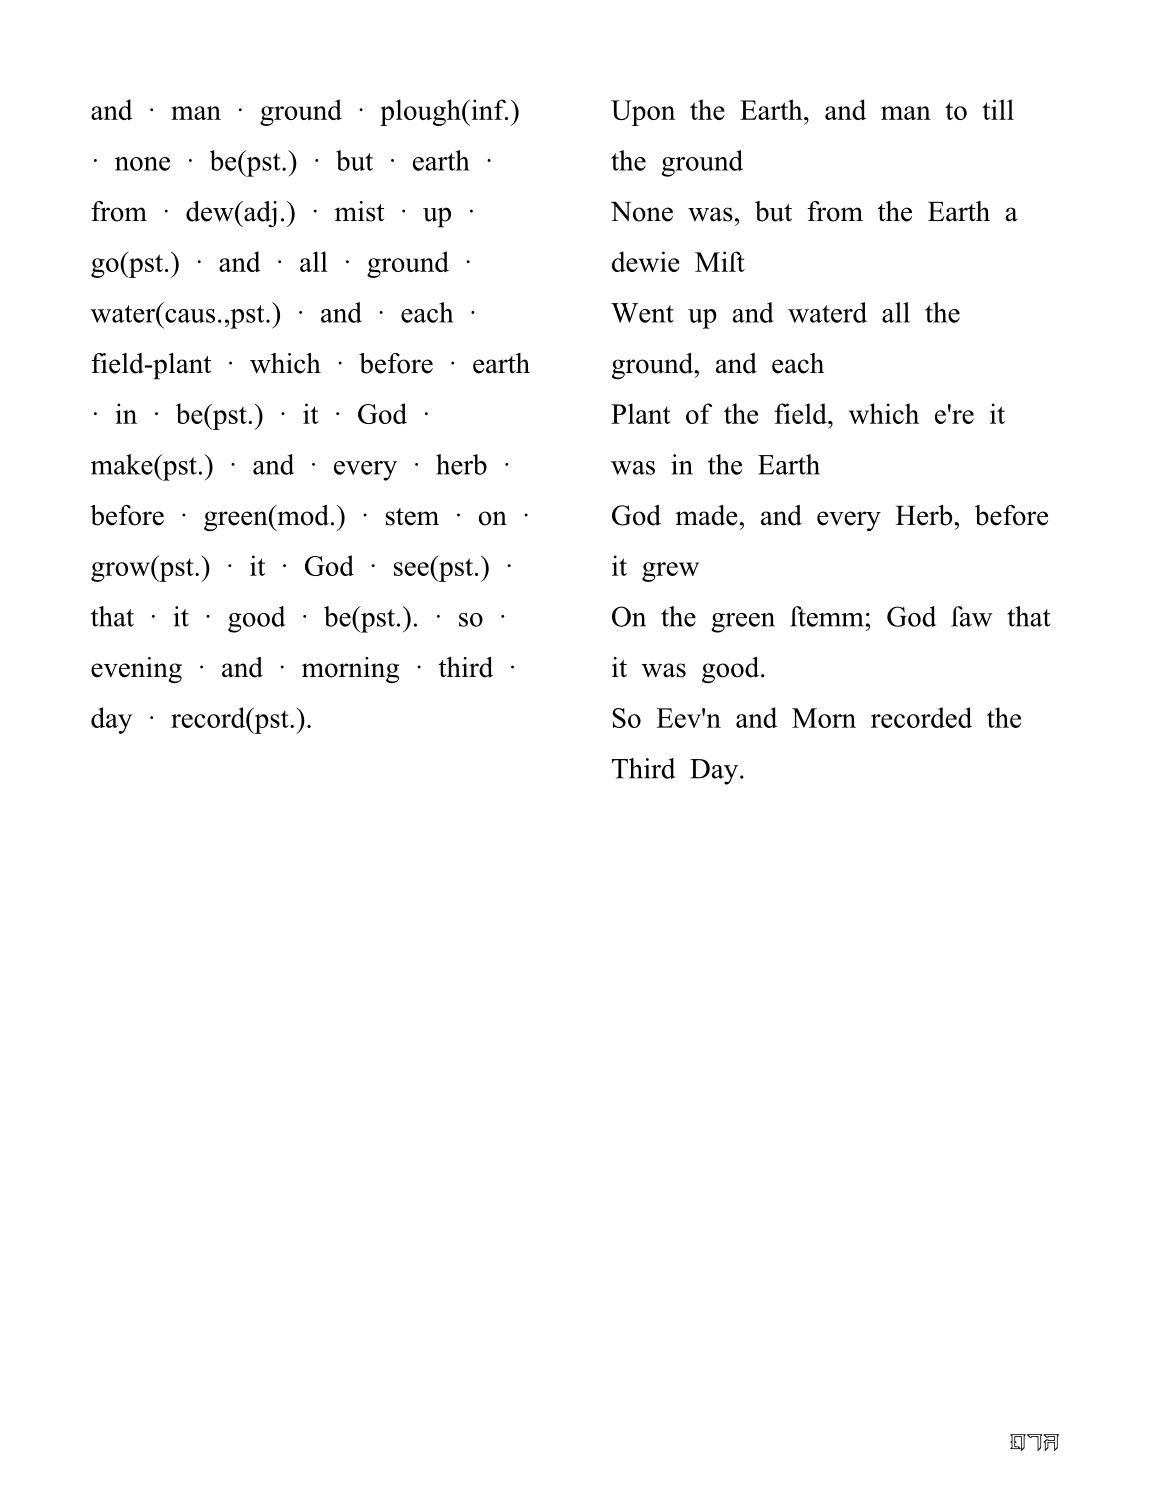 and · man · ground · plough(inf.)
· none · be(pst.) · but · earth ·
from · dew(adj.) · mist · up ·
go(pst.) · and · all · ground ·
water(caus.,pst.) · and · each ·
field-plant · which · before · earth
· in · be(pst.) · it · God ·
make(pst.) · and · every · herb ·
before · green(mod.) · stem · on ·
grow(pst.) · it · God · see(pst.) ·
that · it · good · be(pst.). · so ·
evening · and · morning · third ·
day · record(pst.).
Upon the Earth, and man to till
the ground
None was, but from the Earth a
dewie Miſt
Went up and waterd all the
ground, and each
Plant of the field, which e're it
was in the Earth
God made, and every Herb, before
it grew
On the green ſtemm; God ſaw that
it was good.
So Eev'n and Morn recorded the
Third Day.